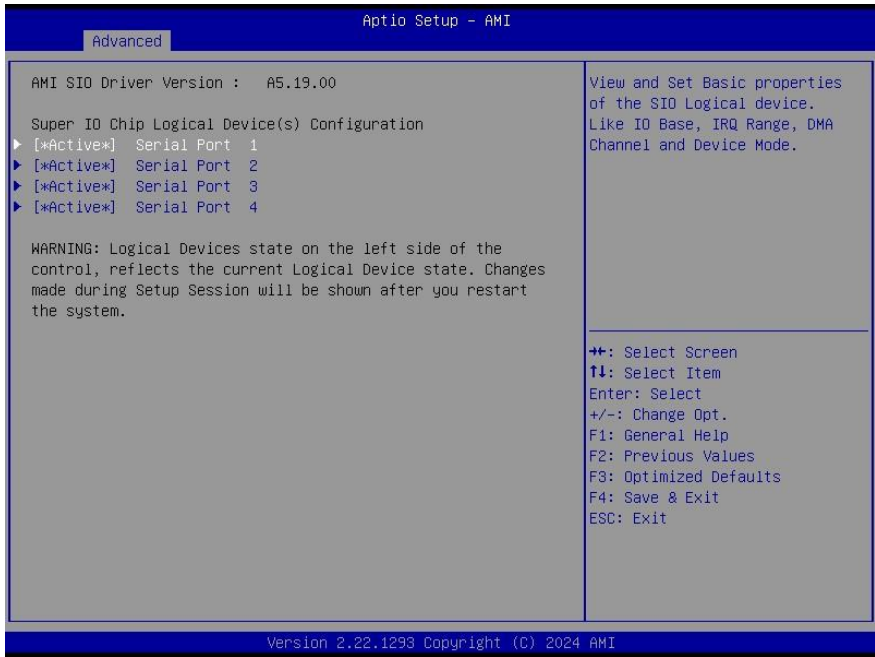 Aptio Setup - AMI
Advanced
AMI SIO Driver Version : A5.19.00
Super IO Chip Logical Device(s) Configuration
[*Active*] Serial Port 1
[*Active*] Serial Port 2
[*Active*] Serial Port 3
[*Active*] Serial Port 4
WARNING: Logical Devices state on the left side of the
control, reflects the current Logical Device state. Changes
made during Setup Session will be shown after you restart
the system.
View and Set Basic properties
of the SIO Logical device.
Like IO Base, IRQ Range, DMA
Channel and Device Mode.
→←: Select Screen
↑↓: Select Item
Enter: Select
+/-: Change Opt.
F1: General Help
F2: Previous Values
F3: Optimized Defaults
F4: Save & Exit
ESC: Exit
Version 2.22.1293 Copyright (C) 2024 AMI